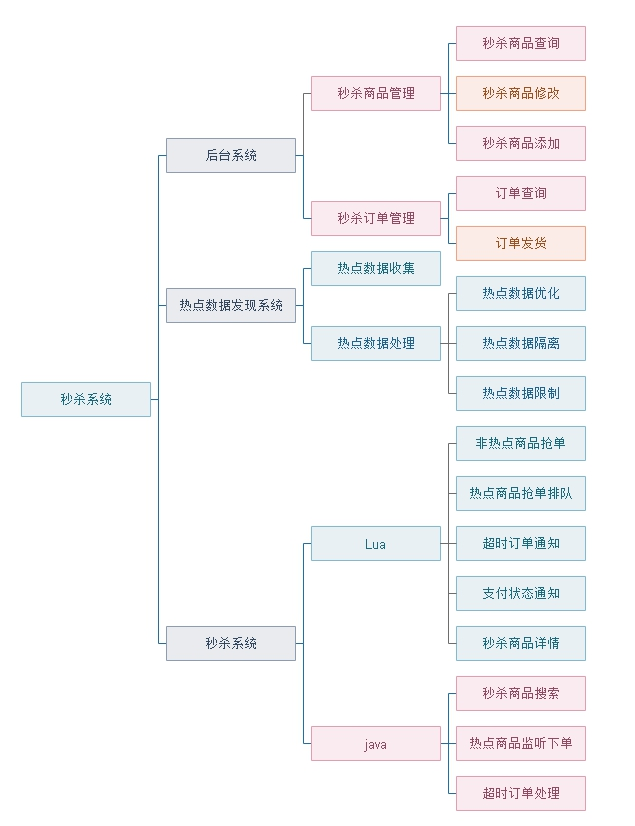 秒杀商品查询
秒杀商品管理
秒杀商品修改
秒杀商品添加
后台系统
订单查询
秒杀订单管理
订单发货
热点数据收集
热点数据发现系统
热点数据优化
热点数据处理
热点数据隔离
热点数据限制
秒杀系统
非热点商品抢单
热点商品抢单排队
Lua
超时订单通知
支付状态通知
秒杀系统
秒杀商品详情
秒杀商品搜索
java
热点商品监听下单
超时订单处理